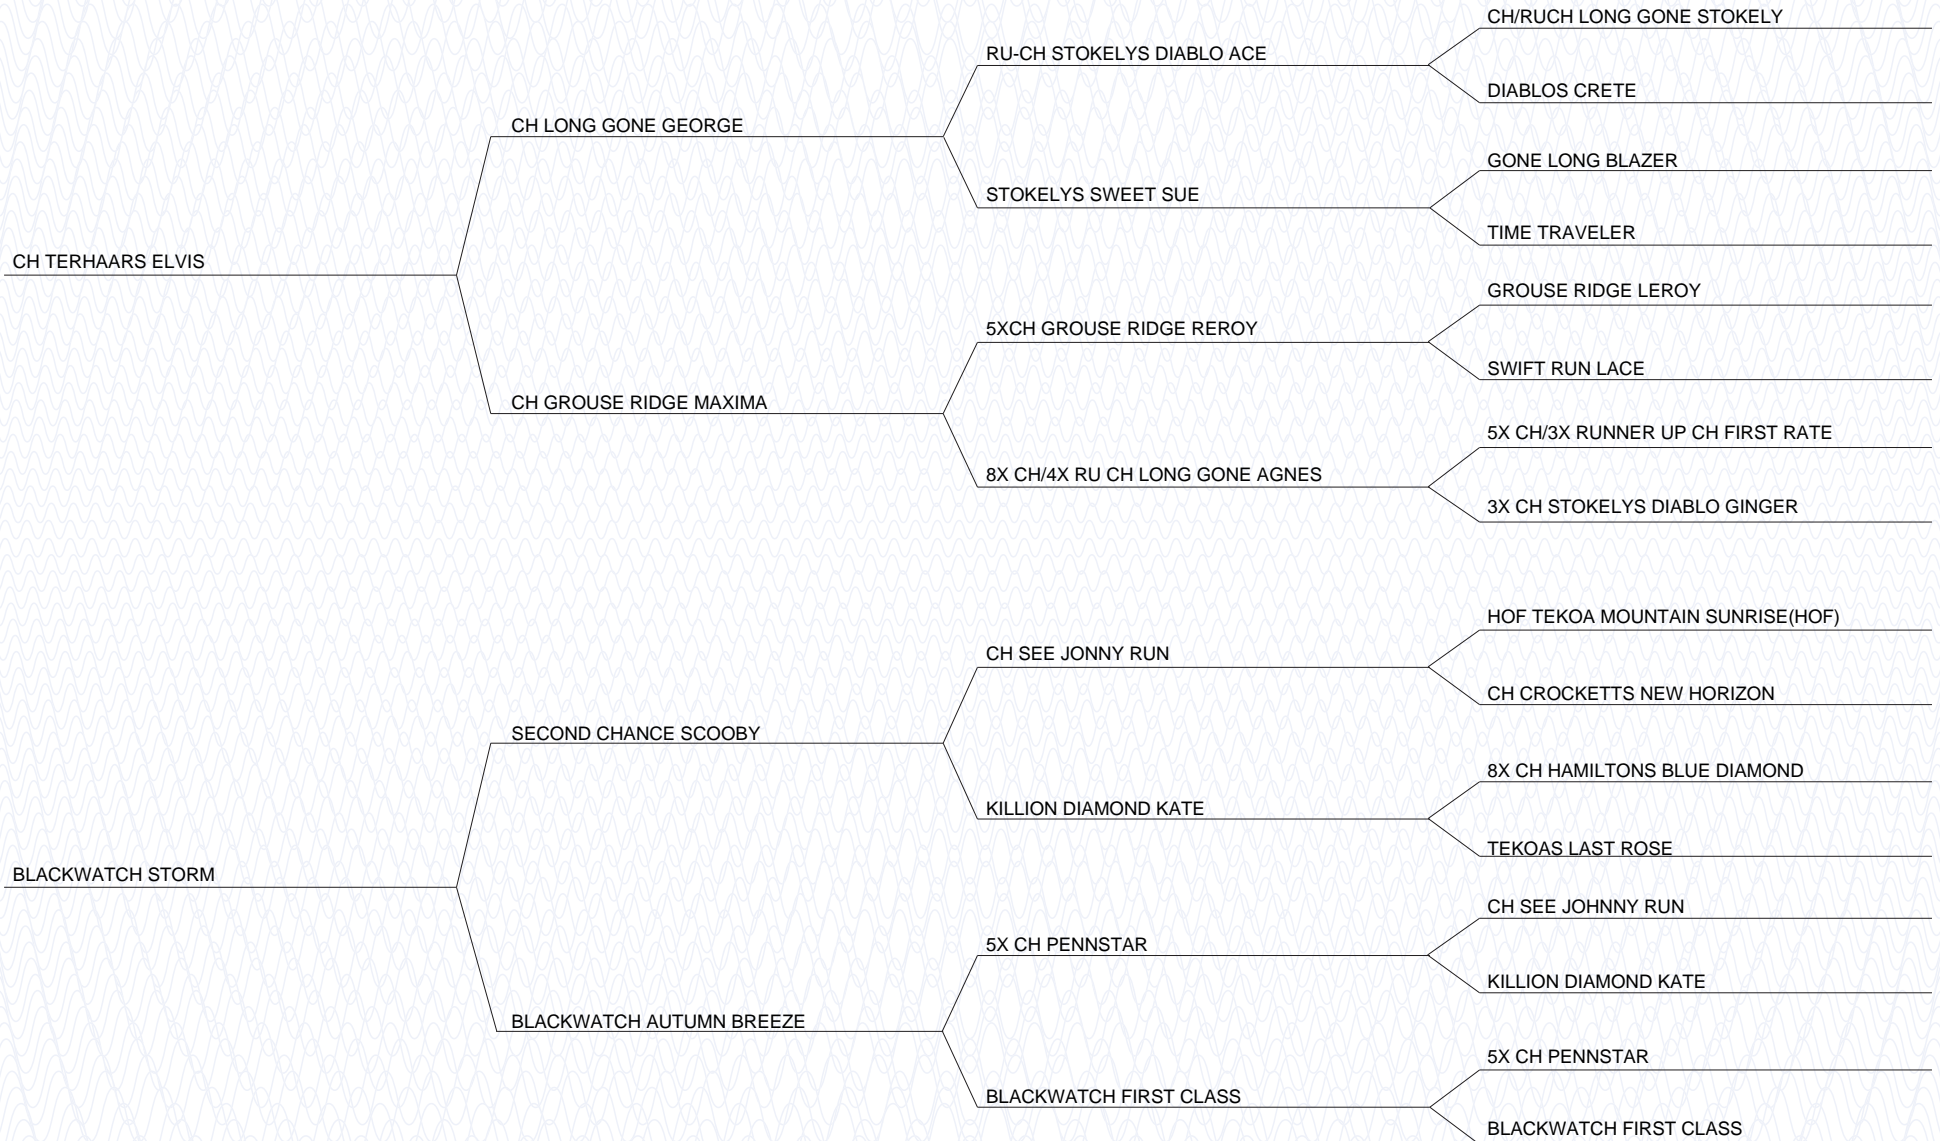 CH/RUCH LONG GONE STOKELY
RU-CH STOKELYS DIABLO ACE
DIABLOS CRETE
CH LONG GONE GEORGE
GONE LONG BLAZER
STOKELYS SWEET SUE
TIME TRAVELER
CH TERHAARS ELVIS
GROUSE RIDGE LEROY
5XCH GROUSE RIDGE REROY
SWIFT RUN LACE
CH GROUSE RIDGE MAXIMA
5X CH/3X RUNNER UP CH FIRST RATE
8X CH/4X RU CH LONG GONE AGNES
3X CH STOKELYS DIABLO GINGER
HOF TEKOA MOUNTAIN SUNRISE(HOF)
CH SEE JONNY RUN
CH CROCKETTS NEW HORIZON
SECOND CHANCE SCOOBY
8X CH HAMILTONS BLUE DIAMOND
KILLION DIAMOND KATE
TEKOAS LAST ROSE
BLACKWATCH STORM
CH SEE JOHNNY RUN
5X CH PENNSTAR
KILLION DIAMOND KATE
BLACKWATCH AUTUMN BREEZE
5X CH PENNSTAR
BLACKWATCH FIRST CLASS
BLACKWATCH FIRST CLASS